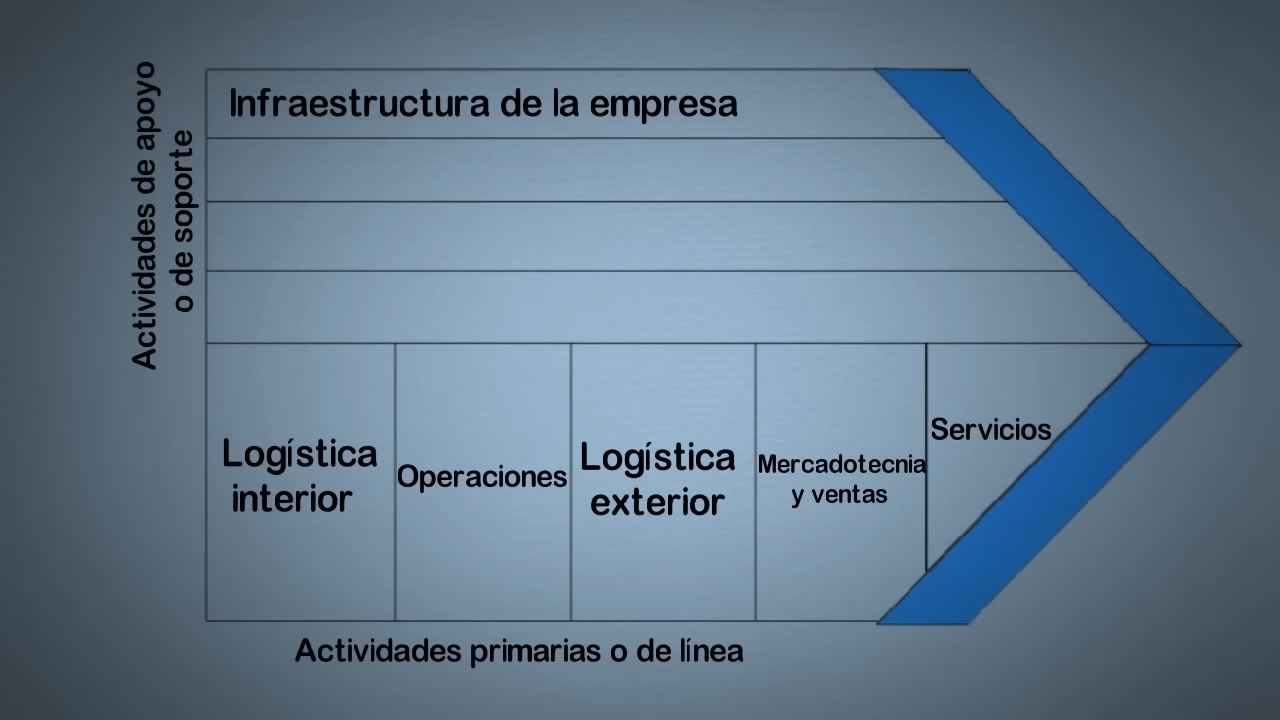 Actividades de apoyo
o de soporte
Infraestructura de la empresa
Logística
interior
Operaciones
Logística
exterior
Mercadotecnia
y ventas
Servicios
Actividades primarias o de línea